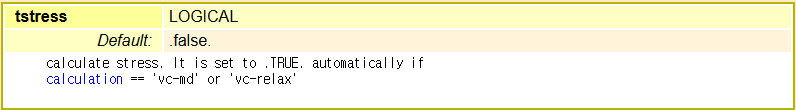 tstress LOGICAL
Default: .false.
calculate stress. It is set to .TRUE. automatically if
calculation == 'vc-md' or 'vc-relax'